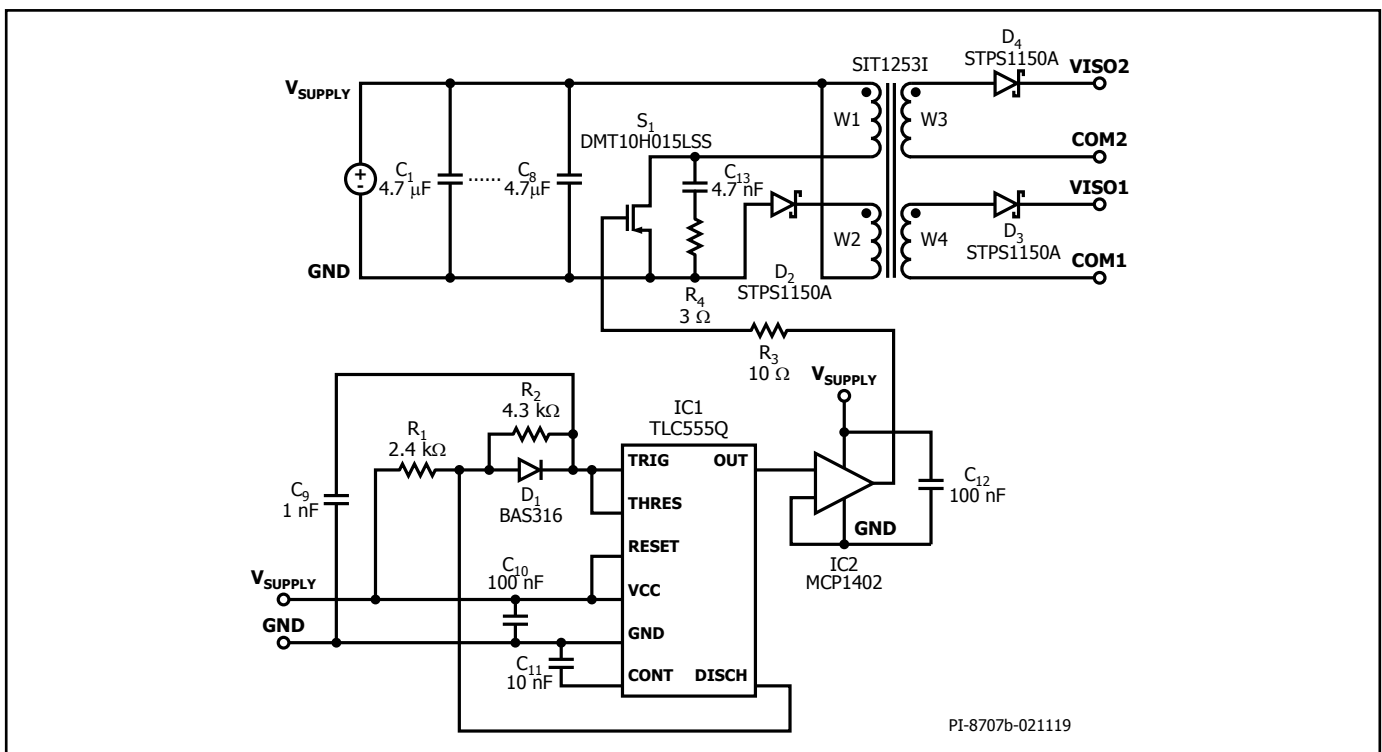 D4
STPS1150A
VISO2
SIT1253I
VSUPPLY
W1
W3
S1
DMT10H015LSS
COM2
C1
4.7 μF
......
C8
4.7μF
C13
4.7 nF
VISO1
W2
W4
D3
STPS1150A
GND
D2
STPS1150A
COM1
R4
3 Ω
R3
10 Ω
VSUPPLY
R2
4.3 kΩ
IC1
TLC555Q
R1
2.4 kΩ
TRIG
OUT
C12
100 nF
C9
1 nF
D1
BAS316
THRES
GND
RESET
IC2
MCP1402
C10
100 nF
VSUPPLY
VCC
GND
GND
C11
10 nF
CONT
DISCH
PI-8707b-021119